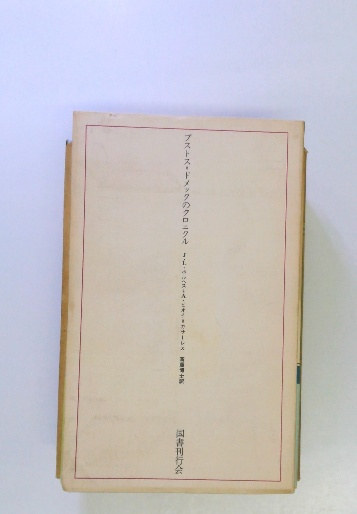 ブストス=ドメックのクロニクル
J・L・ボルヘス+A・ビオイ=カサーレス
斎藤博士訳
国書刊行会